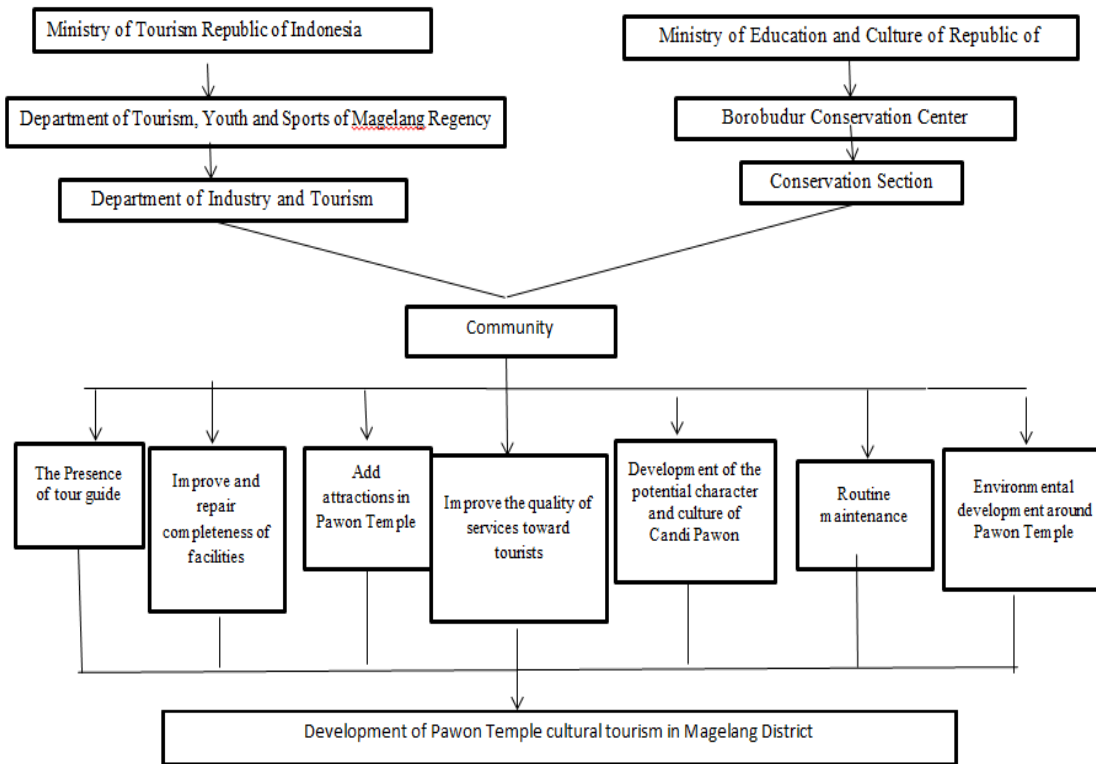 Ministry of Tourism Republic of Indonesia
Ministry of Education and Culture of Republic of
Department of Tourism, Youth and Sports of Magelang Regency
Borobudur Conservation Center
Department of Industry and Tourism
Conservation Section
Community
The Presence
of tour guide
Improve and
repair
completeness of
facilities
Add
attractions in
Pawon Temple
Improve the quality of
services toward
tourists
Development of the
potential character
and culture of
Candi Pawon
Routine
maintenance
Environmental
development around
Pawon Temple
Development of Pawon Temple cultural tourism in Magelang District